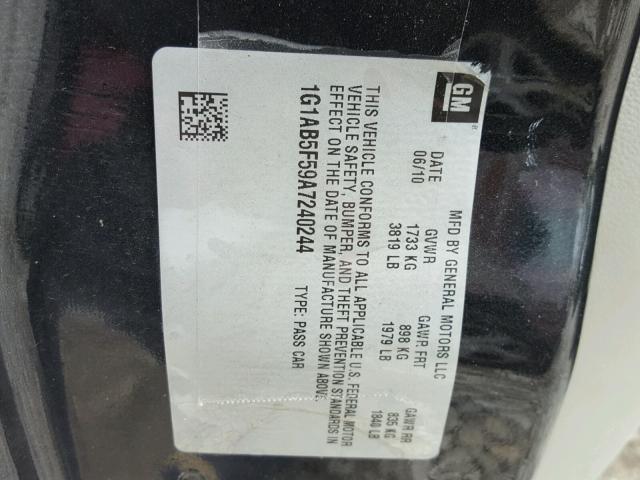 GM
MFD BY GENERAL MOTORS LLC
DATE GVWR GAWR FRT GAWR RR
06/10 1733 KG 898 KG 835 KG
3819 LB 1979 LB 1840 LB
THIS VEHICLE CONFORMS TO ALL APPLICABLE U.S. FEDERAL MOTOR
VEHICLE SAFETY, BUMPER, AND THEFT PREVENTION STANDARDS IN
EFFECT ON THE DATE OF MANUFACTURE SHOWN ABOVE.
1G1AB5F59A7240244 TYPE: PASS CAR